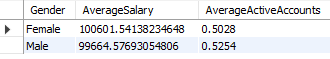 Gender AverageSalary AverageActiveAccounts
Female 100601.54138234648 0.5028
Male 99664.57693054806 0.5254